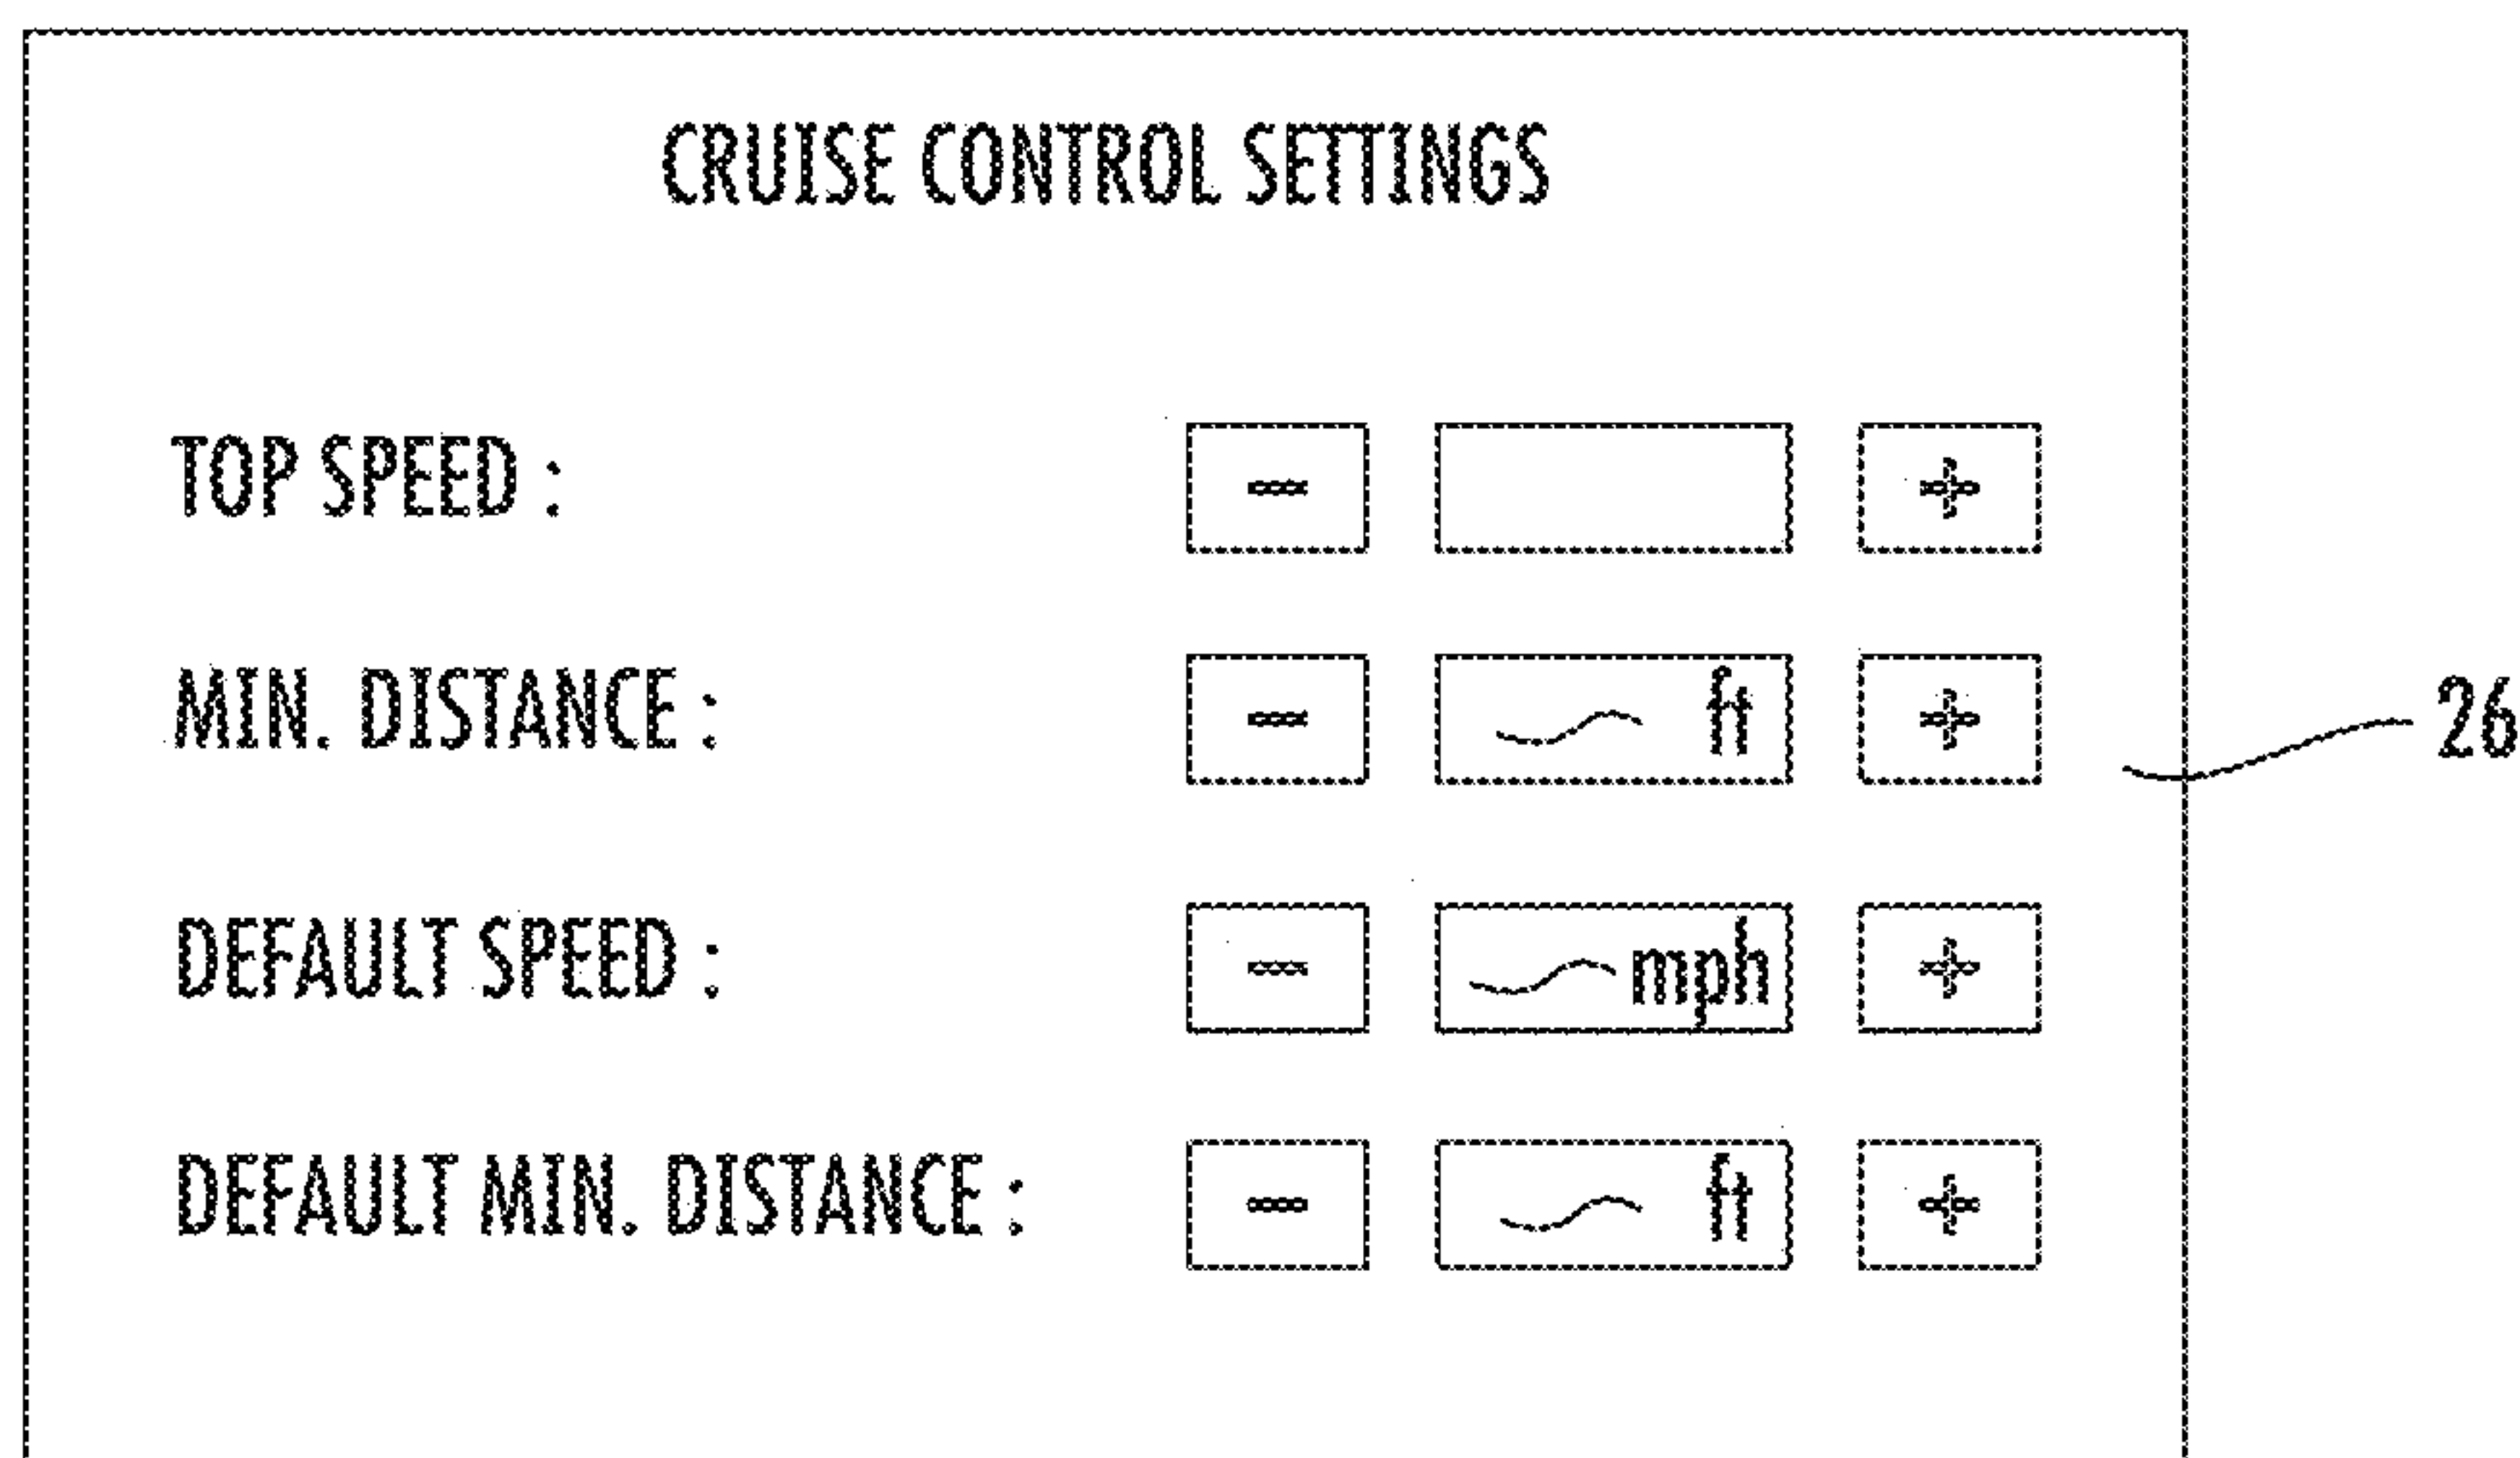 CRUISE CONTROL SETTINGS
TOP SPEED : − +
MIN. DISTANCE : − ft +
26
DEFAULT SPEED : − mph +
DEFAULT MIN. DISTANCE : − ft +